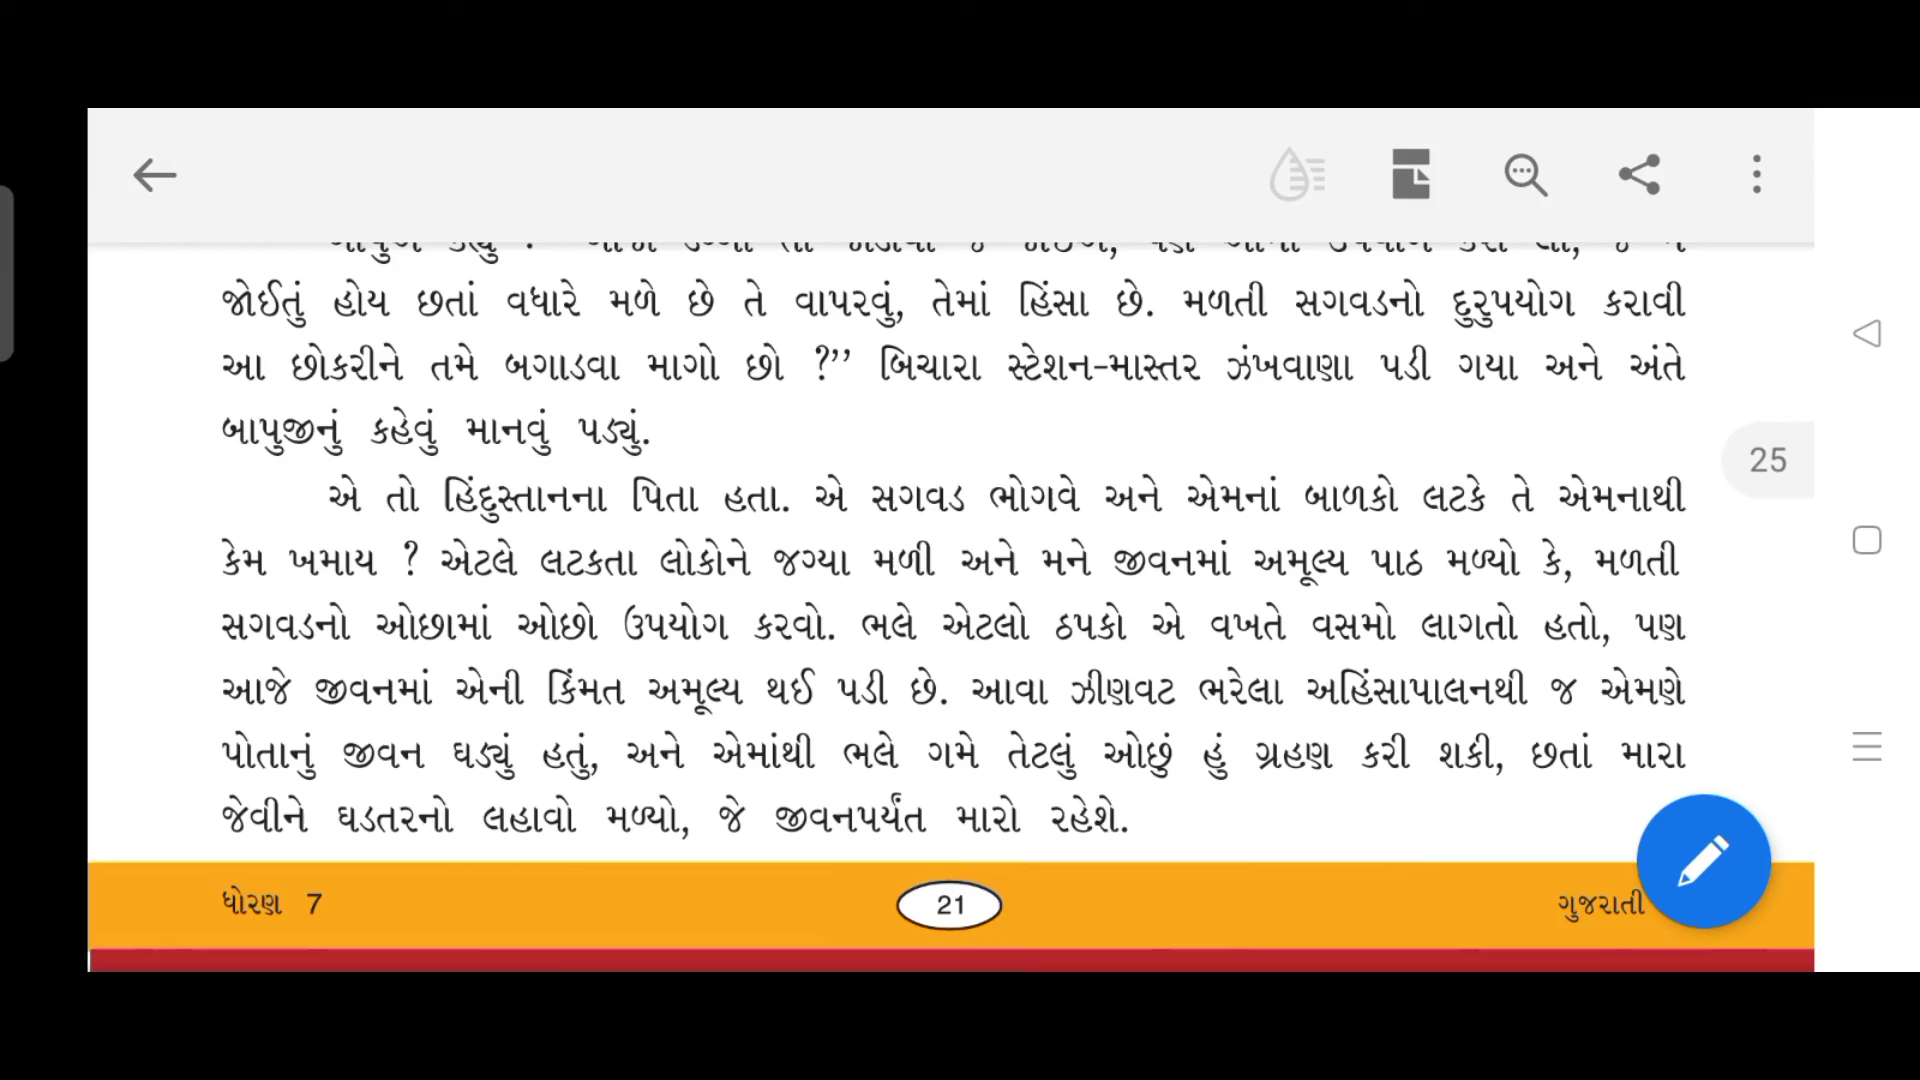 જોઈતું હોય છતાં વધારે મળે છે તે વાપરવું, તેમાં હિંસા છે. મળતી સગવડનો દુરુપયોગ કરાવી
આ છોકરીને તમે બગાડવા માગો છો ?’’ બિચારા સ્ટેશન-માસ્તર ઝંખવાણા પડી ગયા અને અંતે
બાપુજીનું કહેવું માનવું પડ્યું.
એ તો હિંદુસ્તાનના પિતા હતા. એ સગવડ ભોગવે અને એમનાં બાળકો લટકે તે એમનાથી
25
કેમ ખમાય ? એટલે લટકતા લોકોને જગ્યા મળી અને મને જીવનમાં અમૂલ્ય પાઠ મળ્યો કે, મળતી
સગવડનો ઓછામાં ઓછો ઉપયોગ કરવો. ભલે એટલો ઠપકો એ વખતે વસમો લાગતો હતો, પણ
આજે જીવનમાં એની કિંમત અમૂલ્ય થઈ પડી છે. આવા ઝીણવટ ભરેલા અહિંસાપાલનથી જ એમણે
પોતાનું જીવન ઘડ્યું હતું, અને એમાંથી ભલે ગમે તેટલું ઓછું હું ગ્રહણ કરી શકી, છતાં મારા
જેવીને ઘડતરનો લહાવો મળ્યો, જે જીવનપર્યંત મારો રહેશે.
ધોરણ 7 21 ગુજરાતી